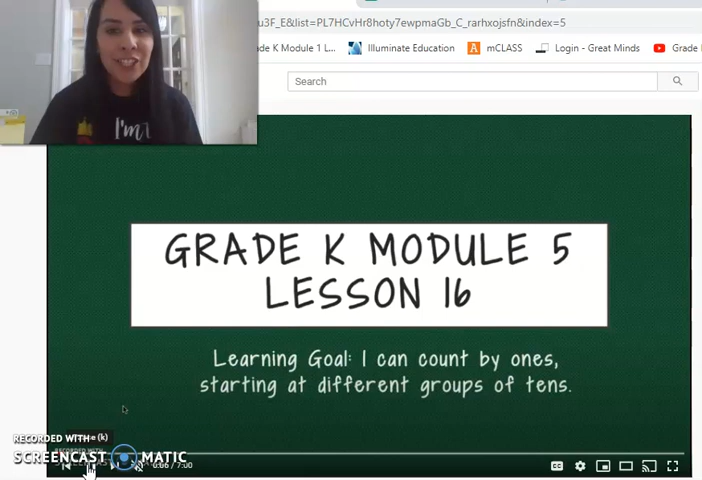 u3F_E&list=PL7HCvHr8hoty7ewpmaGb_C_rarhxojsfn&index=5
de K Module 1 L... Illuminate Education mCLASS Login - Great Minds Grade
Search
I'm
GRADE K MODULE 5
LESSON 16
Learning Goal: I can count by ones,
starting at different groups of tens.
(k)
RECORDED WITH
SCREENCAST MATIC
0:06 / 7:00